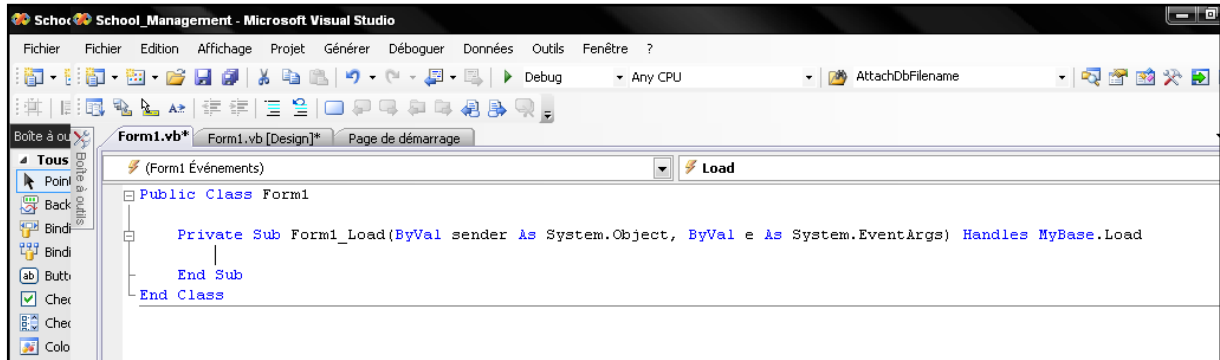 School_Management - Microsoft Visual Studio
Fichier Fichier Edition Affichage Projet Générer Déboguer Données Outils Fenêtre ?
Debug Any CPU AttachDbFilename
Boîte à outils
Form1.vb* Form1.vb [Design]* Page de démarrage
Tous
(Form1 Événements) Load
Public Class Form1
Private Sub Form1_Load(ByVal sender As System.Object, ByVal e As System.EventArgs) Handles MyBase.Load
End Sub
End Class